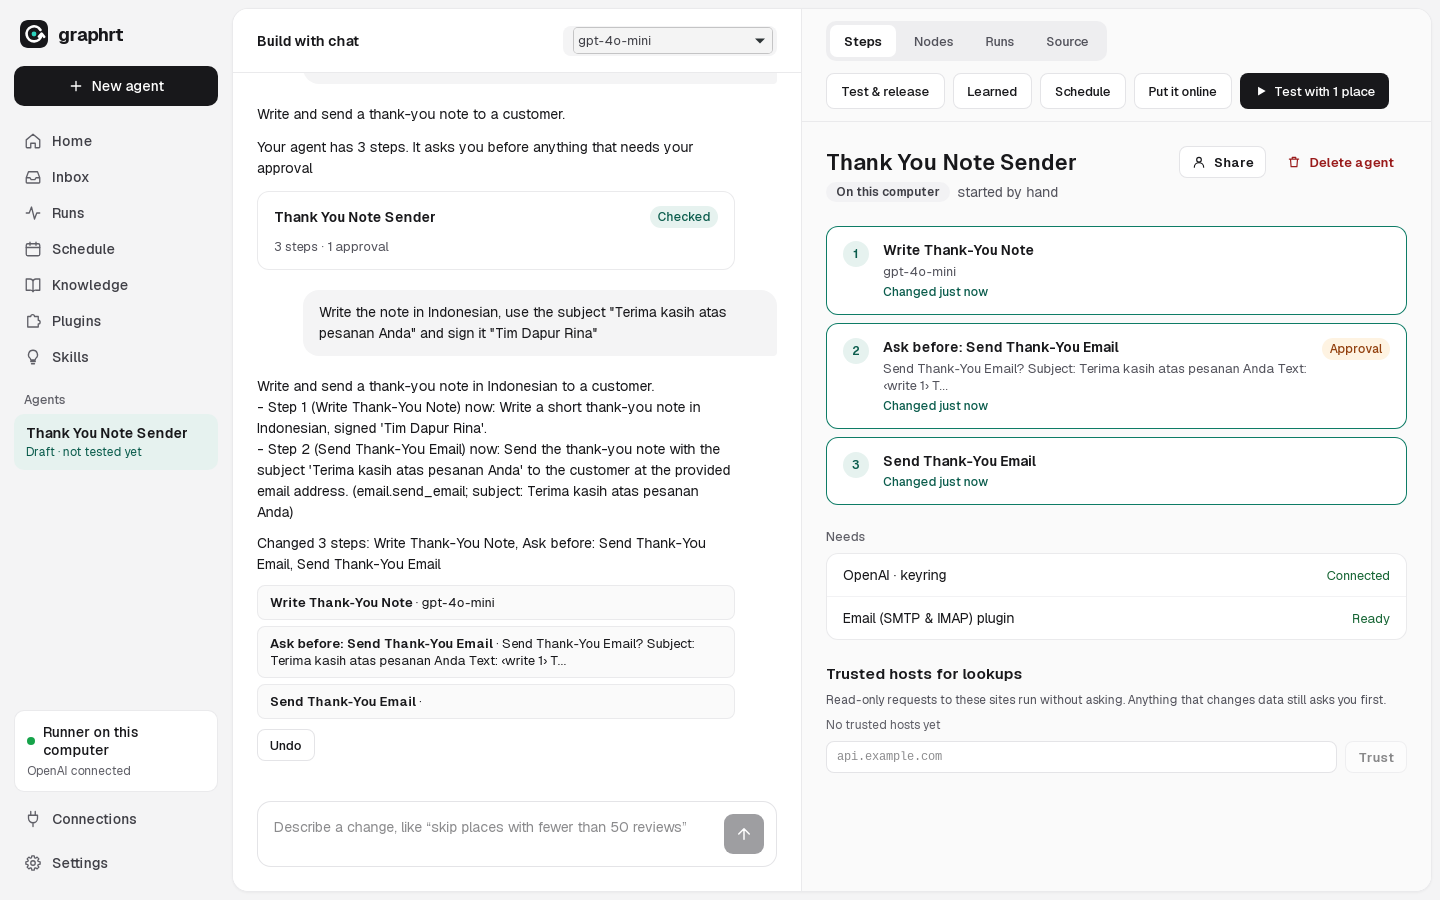 graphrt
New agent
Home
Inbox
Runs
Schedule
Knowledge
Plugins
Skills
Agents
Thank You Note Sender
Draft · not tested yet
Runner on this
computer
OpenAI connected
Connections
Settings
Build with chat
gpt-4o-mini
Write and send a thank-you note to a customer.
Your agent has 3 steps. It asks you before anything that needs your
approval
Thank You Note Sender
Checked
3 steps · 1 approval
Write the note in Indonesian, use the subject "Terima kasih atas
pesanan Anda" and sign it "Tim Dapur Rina"
Write and send a thank-you note in Indonesian to a customer.
- Step 1 (Write Thank-You Note) now: Write a short thank-you note in
Indonesian, signed 'Tim Dapur Rina'.
- Step 2 (Send Thank-You Email) now: Send the thank-you note with the
subject 'Terima kasih atas pesanan Anda' to the customer at the provided
email address. (email.send_email; subject: Terima kasih atas pesanan
Anda)
Changed 3 steps: Write Thank-You Note, Ask before: Send Thank-You
Email, Send Thank-You Email
Write Thank-You Note · gpt-4o-mini
Ask before: Send Thank-You Email · Send Thank-You Email? Subject:
Terima kasih atas pesanan Anda Text: ‹write 1› T...
Send Thank-You Email ·
Undo
Describe a change, like “skip places with fewer than 50 reviews”
Steps
Nodes
Runs
Source
Test & release
Learned
Schedule
Put it online
Test with 1 place
Thank You Note Sender
Share
Delete agent
On this computer
started by hand
1
Write Thank-You Note
gpt-4o-mini
Changed just now
2
Ask before: Send Thank-You Email
Approval
Send Thank-You Email? Subject: Terima kasih atas pesanan Anda Text:
‹write 1› T...
Changed just now
3
Send Thank-You Email
Changed just now
Needs
OpenAI · keyring
Connected
Email (SMTP & IMAP) plugin
Ready
Trusted hosts for lookups
Read-only requests to these sites run without asking. Anything that changes data still asks you first.
No trusted hosts yet
api.example.com
Trust